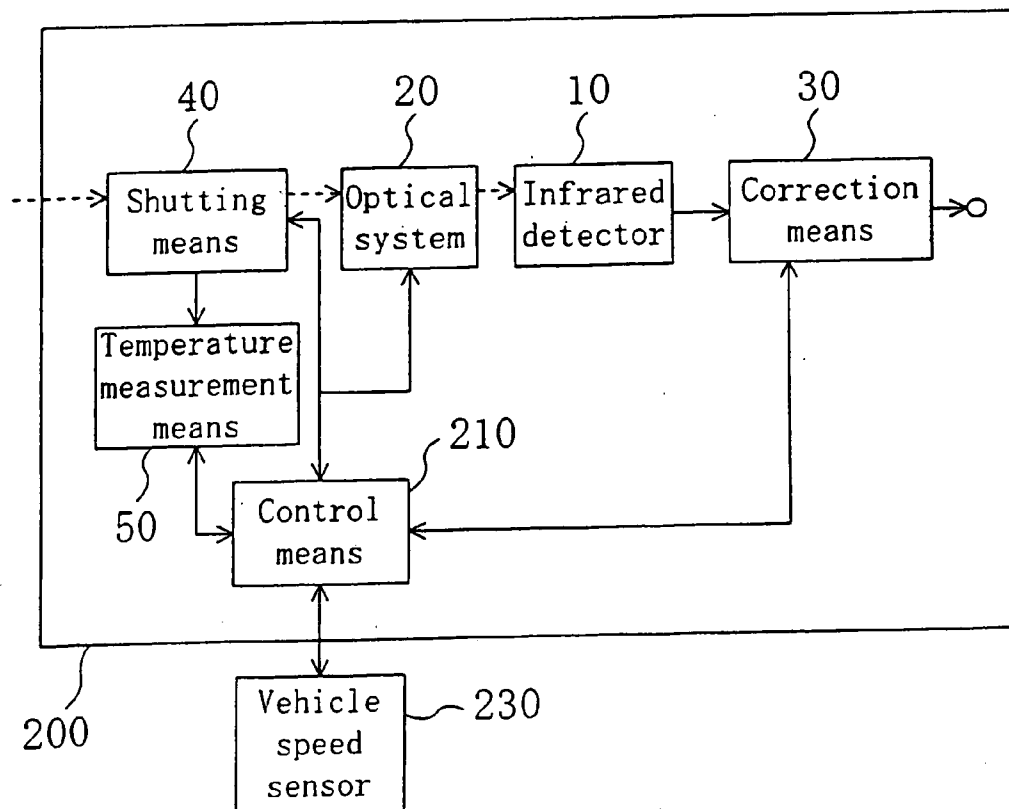 40
20
10
30
Shutting
means
Optical
system
Infrared
detector
Correction
means
Temperature
measurement
means
50
210
Control
means
200
Vehicle
speed
sensor
230